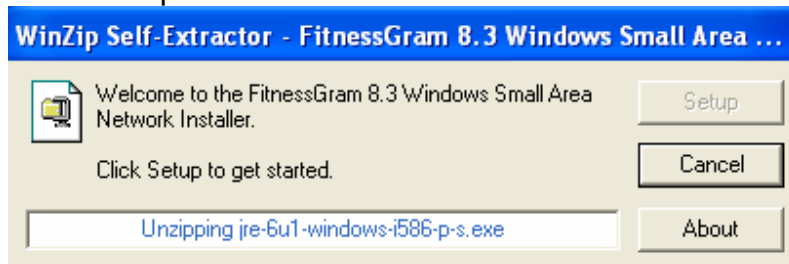 WinZip Self-Extractor - FitnessGram 8.3 Windows Small Area ...
Welcome to the FitnessGram 8.3 Windows Small Area
Network Installer.
Setup
Click Setup to get started.
Cancel
Unzipping jre-6u1-windows-i586-p-s.exe
About